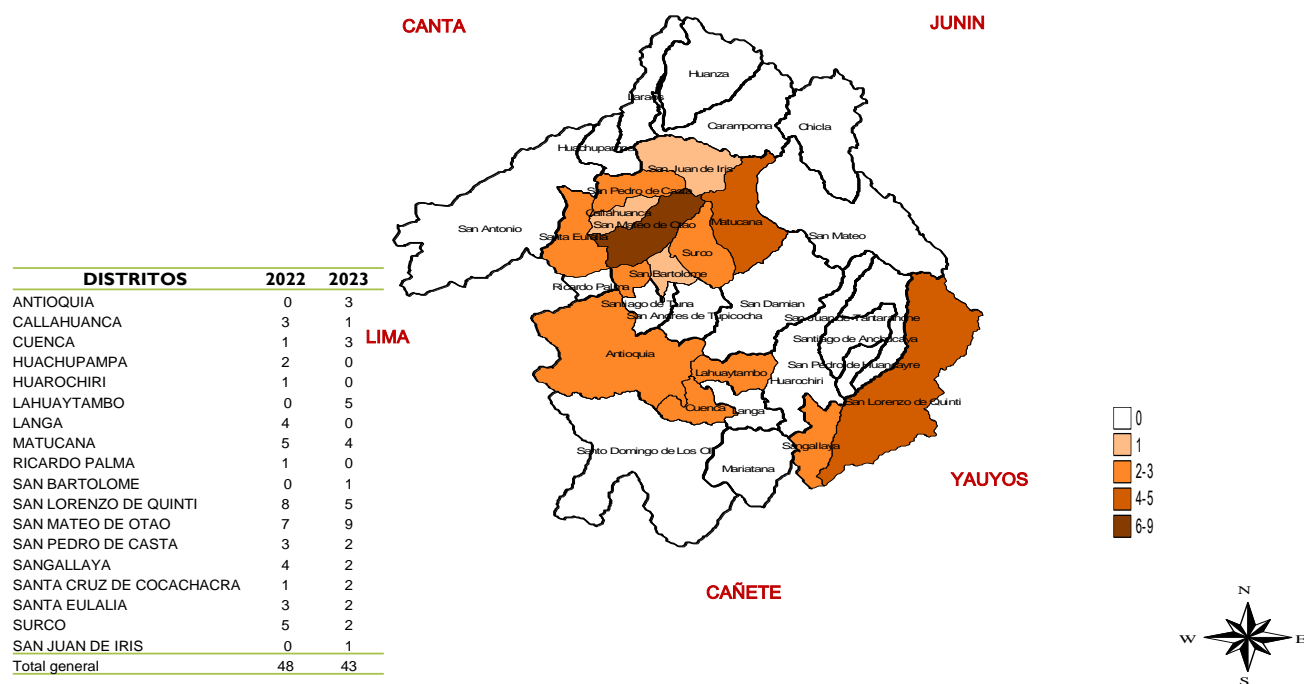 CANTA
JUNIN
Huanza
Laraos
Carampoma
Chicla
Huachupampa
San Juan de Iris
San Pedro de Casta
Callahuanca
San Mateo de Otao
Matucana
San Antonio
Santa Eulalia
San Mateo
Surco
San Bartolome
Ricardo Palma
Santiago de Tuna
San Damian
San Andres de Tupicocha
San Juan de Tantaranche
Santiago de Anchucaya
San Pedro de Huancayre
LIMA
Antioquia
Lahuaytambo
Huarochiri
Cuenca
Langa
San Lorenzo de Quinti
Sangallaya
Santo Domingo de Los Ol
Mariatana
YAUYOS
CAÑETE
DISTRITOS 2022 2023
ANTIOQUIA 0 3
CALLAHUANCA 3 1
CUENCA 1 3
HUACHUPAMPA 2 0
HUAROCHIRI 1 0
LAHUAYTAMBO 0 5
LANGA 4 0
MATUCANA 5 4
RICARDO PALMA 1 0
SAN BARTOLOME 0 1
SAN LORENZO DE QUINTI 8 5
SAN MATEO DE OTAO 7 9
SAN PEDRO DE CASTA 3 2
SANGALLAYA 4 2
SANTA CRUZ DE COCACHACRA 1 2
SANTA EULALIA 3 2
SURCO 5 2
SAN JUAN DE IRIS 0 1
Total general 48 43
0
1
2-3
4-5
6-9
N
W E
S